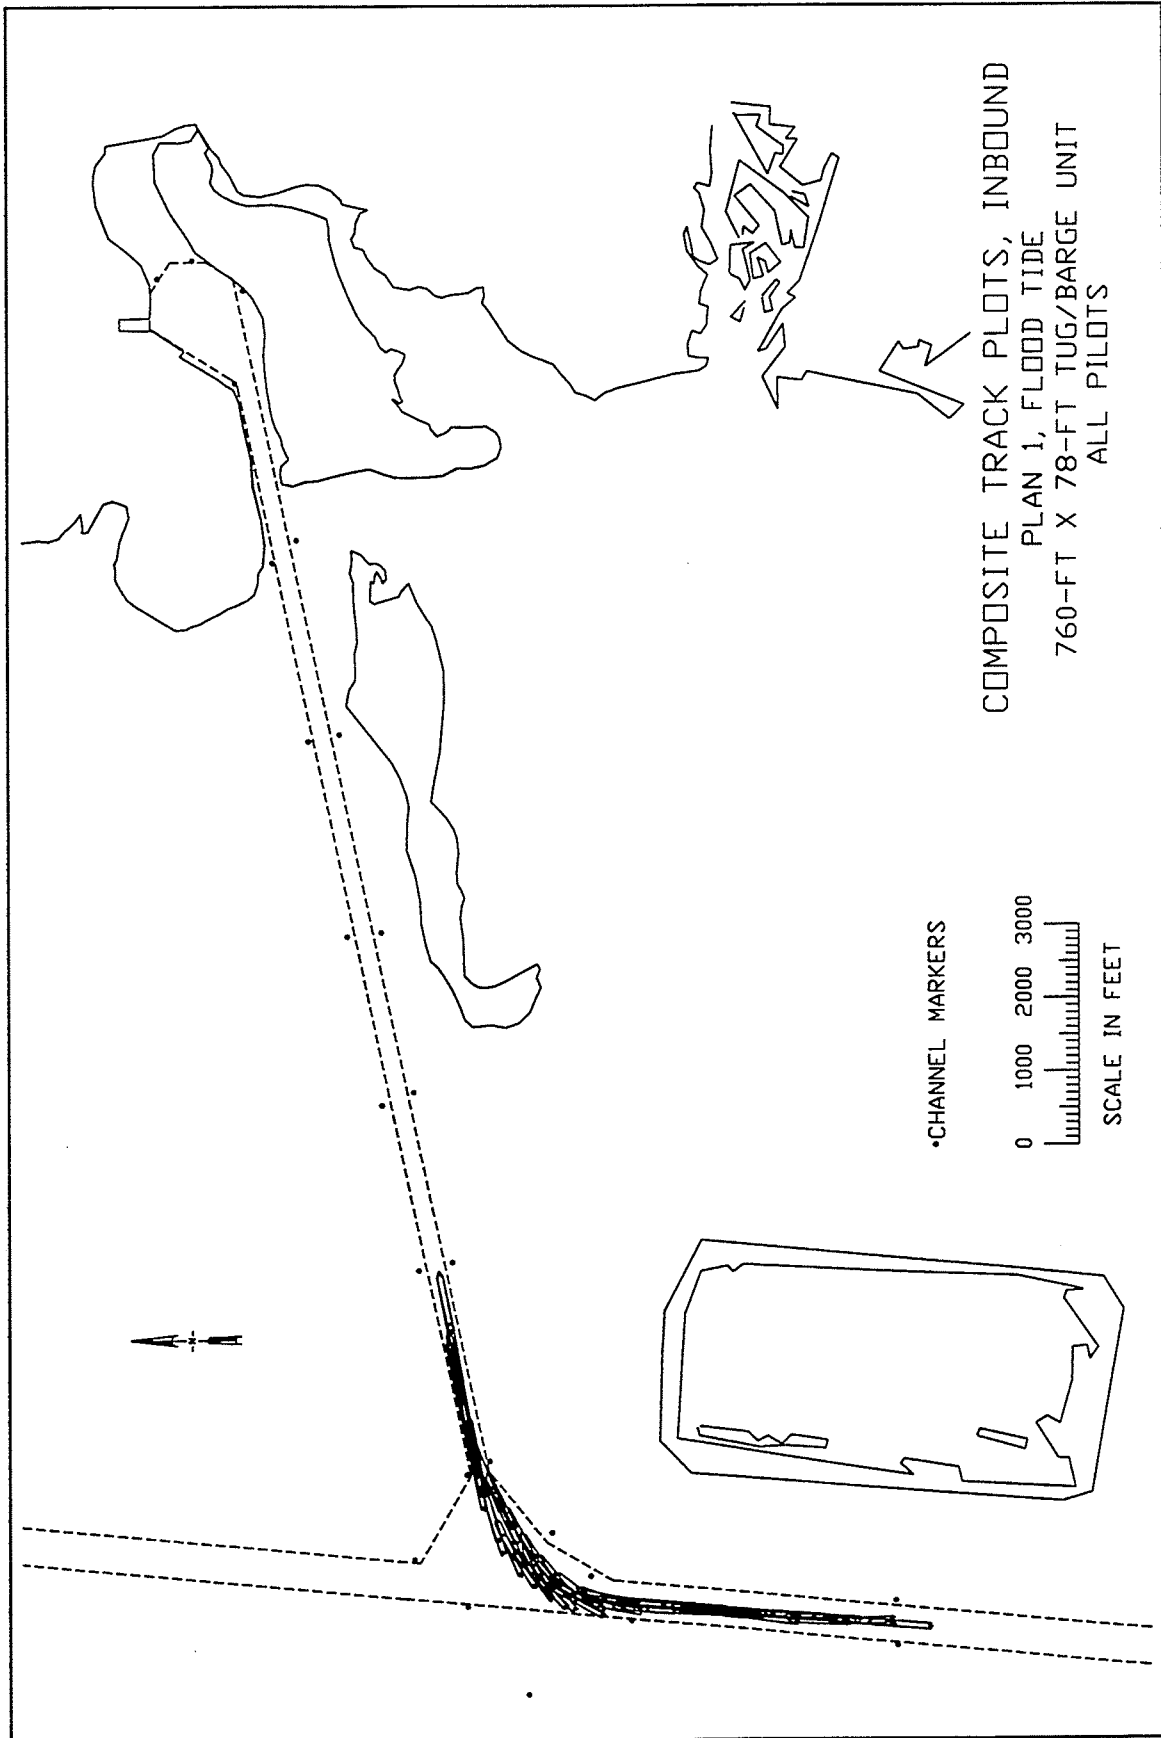 COMPOSITE TRACK PLOTS, INBOUND
PLAN 1, FLOOD TIDE
760-FT X 78-FT TUG/BARGE UNIT
ALL PILOTS
•CHANNEL MARKERS
0 1000 2000 3000
SCALE IN FEET